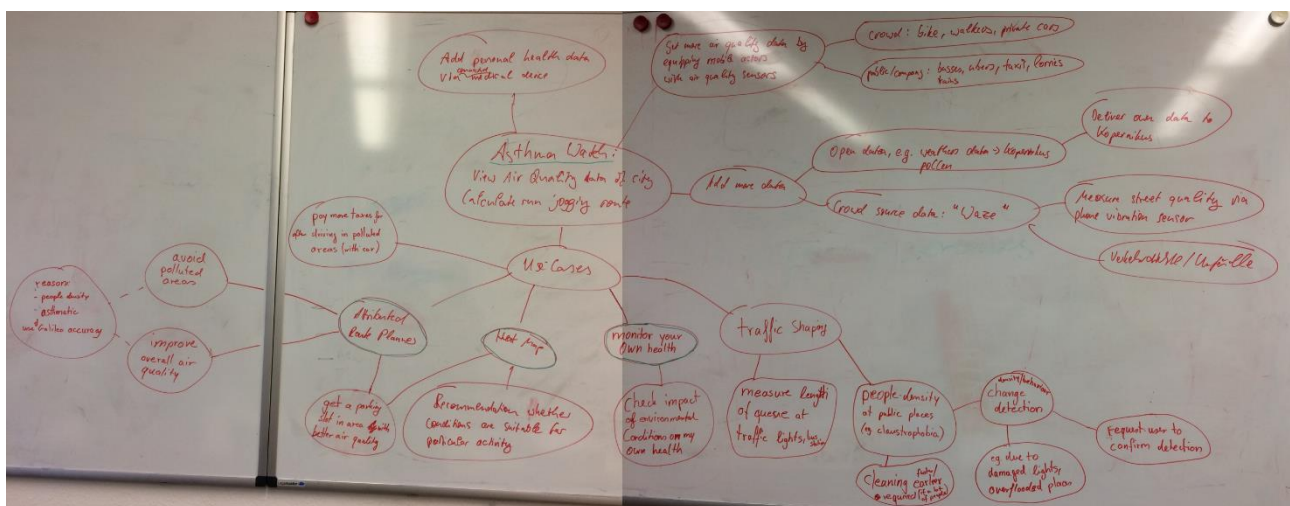 Add personal health data
via connected medical device
Get more air quality data by
equipping mobile actors
with air quality sensors
crowd: bike, walkers, private cars
public/company: busses, ubers, taxis, lorries
trains
Asthma Watch:
View Air Quality data of city
Calculate run jogging route
Add more data
Open data, e.g. weather data → Kopernikus
pollen
Deliver own data to
Kopernikus
Crowd source data: "Waze"
Measure street quality via
phone vibration sensor
/Unfälle
pay more taxes for
often driving in polluted
areas (with car)
Use Cases
avoid
polluted
areas
reasons:
- people density
- asthmatic
use Galileo accuracy
improve
overall air
quality
Route Planner
Heat Map
monitor your
own health
traffic shaping
get a parking
slot in area with
better air quality
Recommendation whether
conditions are suitable for
particular activity
Check impact
of environmental
conditions on my
own health
measure length
of queue at
traffic lights, bus
people density
at public places
(eg claustrophobia)
change
detection
request user to
confirm detection
eg due to
damaged lights,
overflooded places
cleaning earlier
required